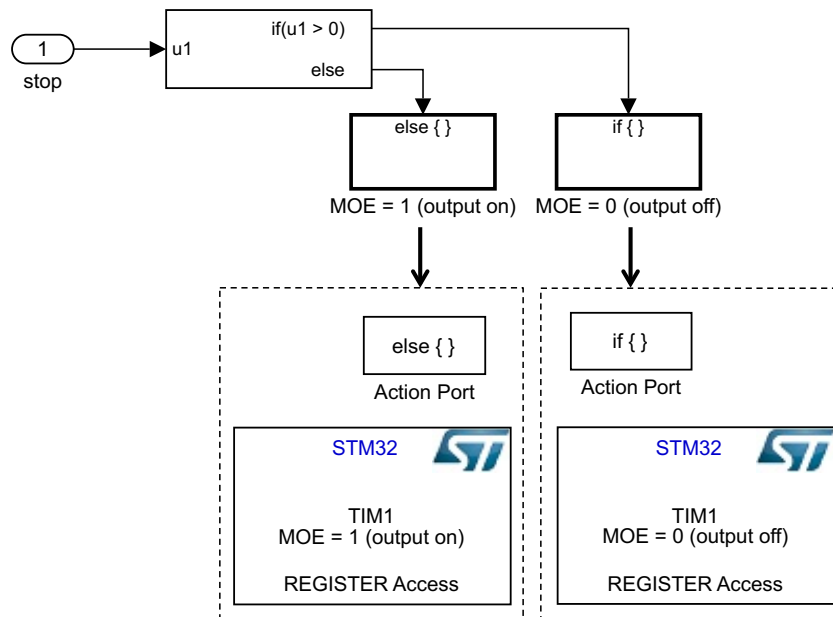 1
stop
u1
if(u1 > 0)
else
else { }
if { }
MOE = 1 (output on)
MOE = 0 (output off)
else { }
Action Port
if { }
Action Port
STM32
ST
TIM1
MOE = 1 (output on)
REGISTER Access
STM32
ST
TIM1
MOE = 0 (output off)
REGISTER Access